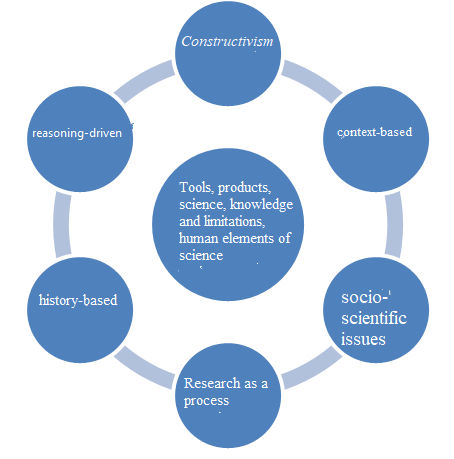 Constructivism
reasoning-driven
context-based
Tools, products,
science, knowledge
and limitations,
human elements of
science
history-based
socio-'
scientific
issues
Research as a
process